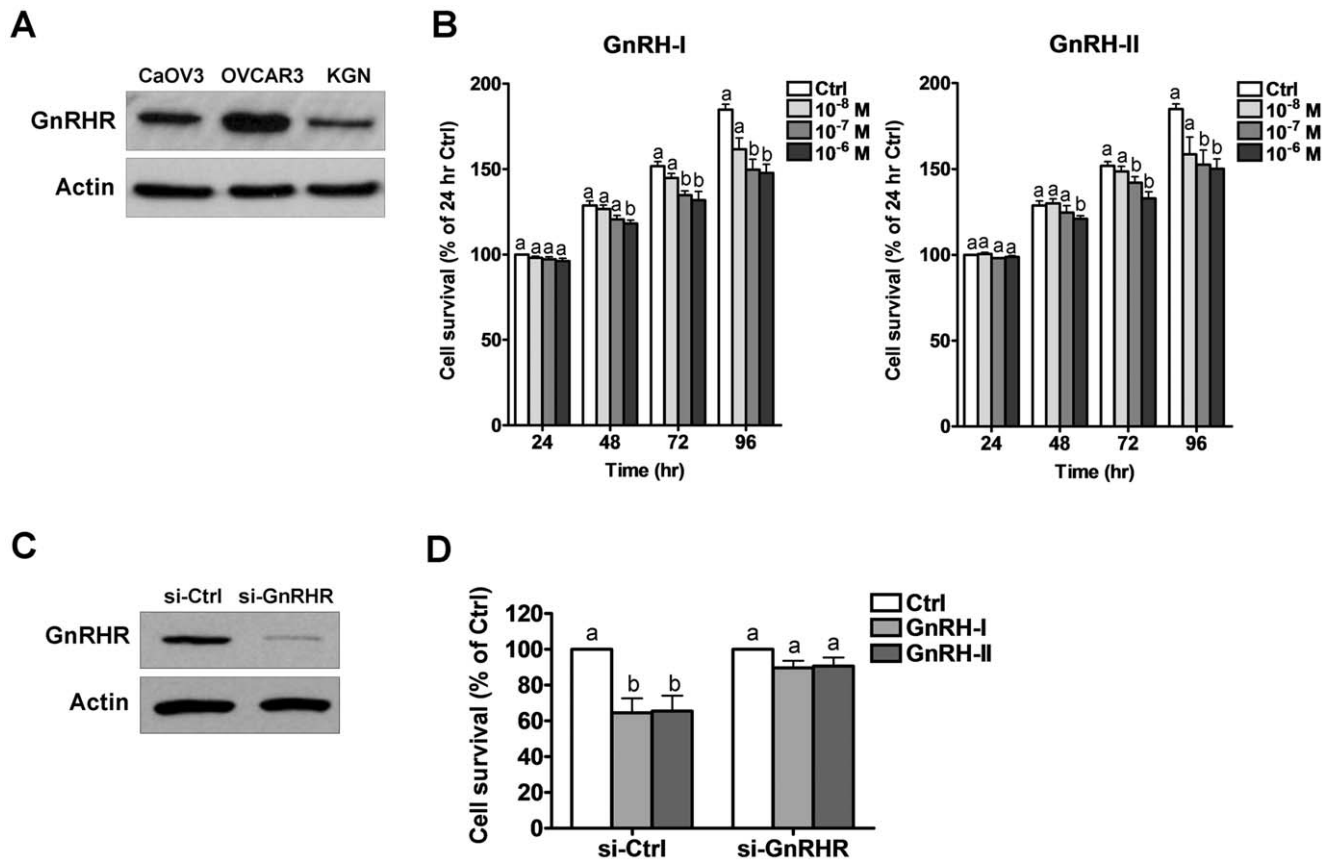 A
CaOV3 OVCAR3 KGN
GnRHR
Actin
B
GnRH-I
Cell survival (% of 24 hr Ctrl)
200
150
100
50
0
a aaa
a a a b
a a b b
a a b b
24 48 72 96
Time (hr)
Ctrl
10⁻⁸ M
10⁻⁷ M
10⁻⁶ M
GnRH-II
Cell survival (% of 24 hr Ctrl)
200
150
100
50
0
aa aa
a a a b
a a b b
a a b b
24 48 72 96
Time (hr)
Ctrl
10⁻⁸ M
10⁻⁷ M
10⁻⁶ M
C
si-Ctrl si-GnRHR
GnRHR
Actin
D
Cell survival (% of Ctrl)
120
100
80
60
40
20
0
a b b
a a a
si-Ctrl si-GnRHR
Ctrl
GnRH-I
GnRH-II